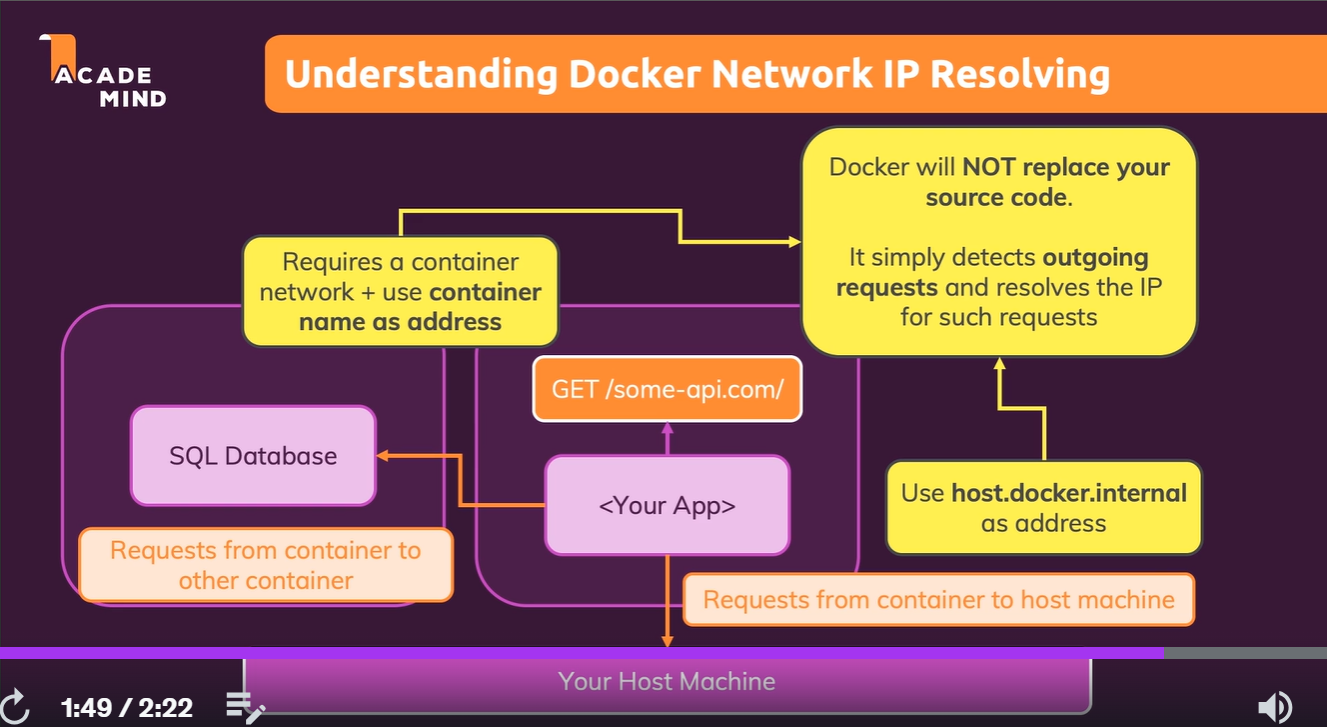 ACADE
MIND
Understanding Docker Network IP Resolving
Docker will NOT replace your
source code.
It simply detects outgoing
requests and resolves the IP
for such requests
Requires a container
network + use container
name as address
GET /some-api.com/
SQL Database
<Your App>
Use host.docker.internal
as address
Requests from container to
other container
Requests from container to host machine
Your Host Machine
1:49 / 2:22